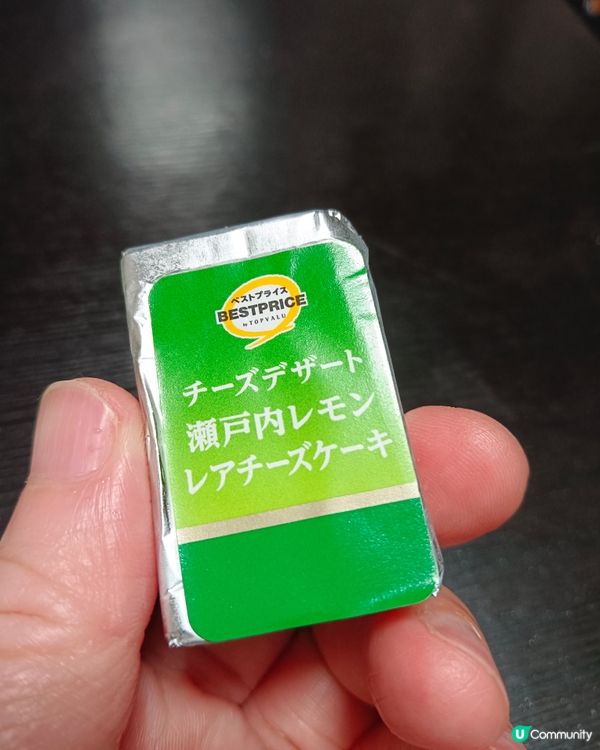 ベストプライス
BESTPRICE
by TOPVALU
チーズデザート
瀬戸内レモン
レアチーズケーキ
U Community